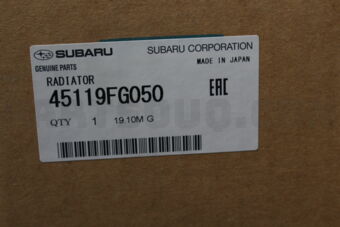 SUBARU SUBARU CORPORATION
GENUINE PARTS MADE IN JAPAN
RADIATOR
45119FG050 EAC
QTY 1 19.10M G